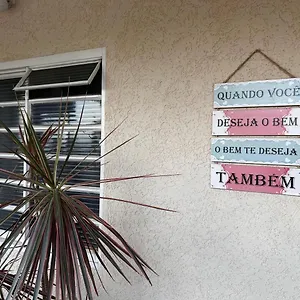 QUANDO VOCÊ
DESEJA O BEM
O BEM TE DESEJA
TAMBÉM